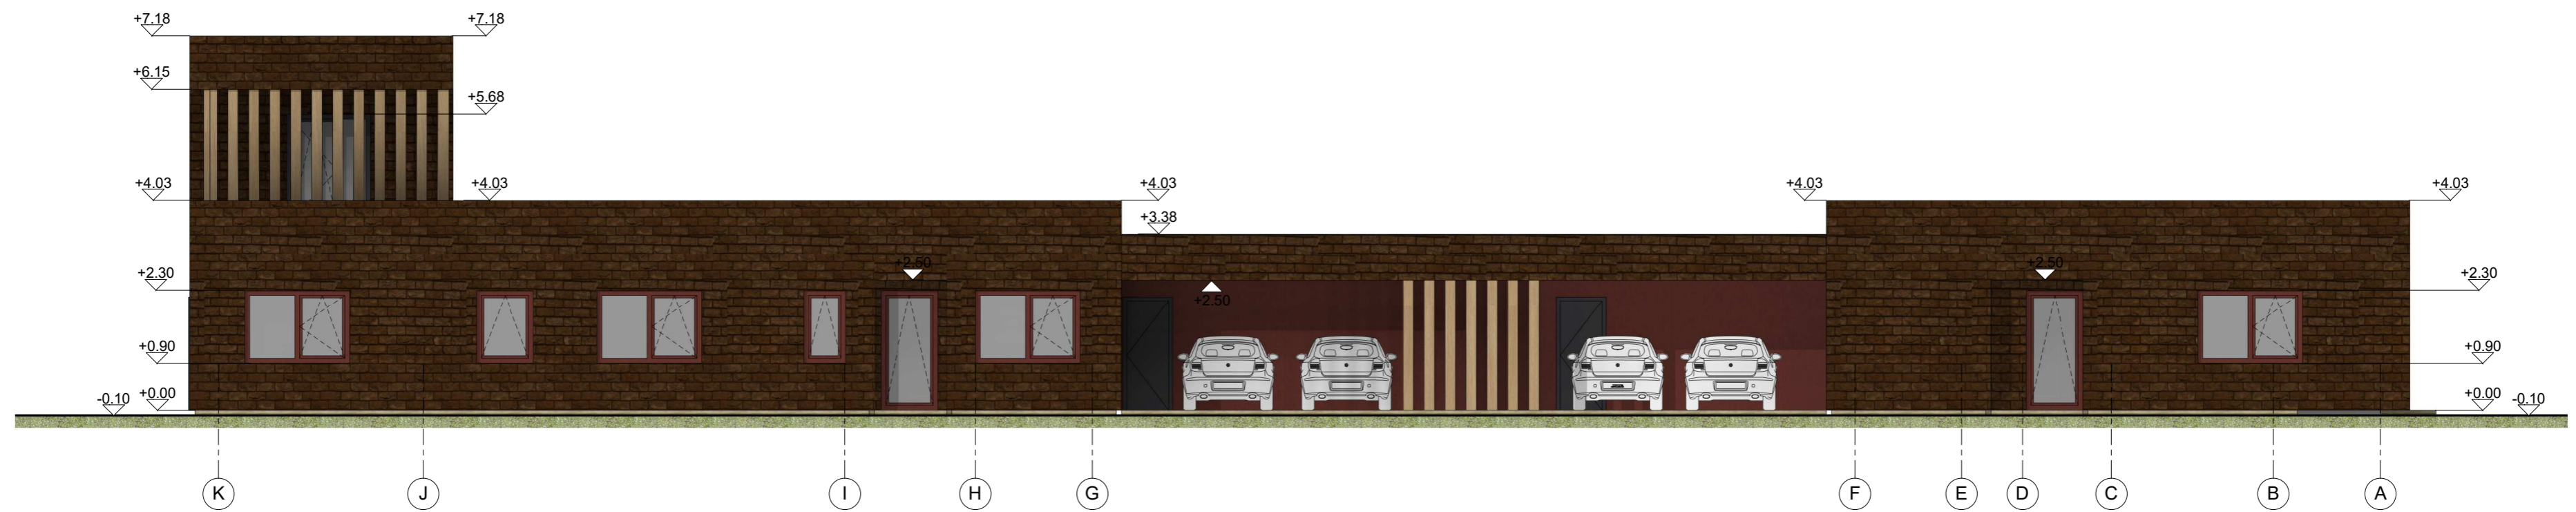 +7.18 +7.18
+6.15
+5.68
+4.03 +4.03 +4.03 +4.03 +4.03
+3.38
+2.50 +2.50
+2.30 +2.30
+2.50
+0.90 +0.90
-0.10 +0.00 +0.00 -0.10
K J I H G F E D C B A